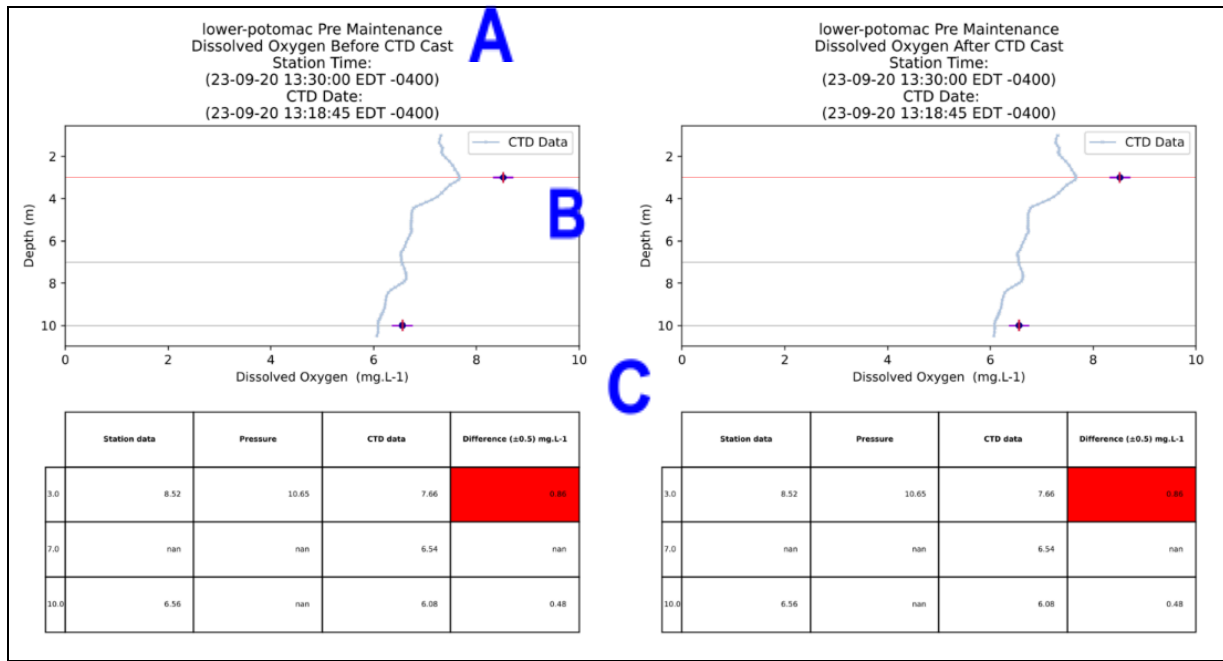 A
lower-potomac Pre Maintenance
Dissolved Oxygen Before CTD Cast
Station Time:
(23-09-20 13:30:00 EDT -0400)
CTD Date:
(23-09-20 13:18:45 EDT -0400)
CTD Data
2
4
6
8
10
Depth (m)
0 2 4 6 8 10
Dissolved Oxygen (mg.L-1)
B
lower-potomac Pre Maintenance
Dissolved Oxygen After CTD Cast
Station Time:
(23-09-20 13:30:00 EDT -0400)
CTD Date:
(23-09-20 13:18:45 EDT -0400)
CTD Data
2
4
6
8
10
Depth (m)
0 2 4 6 8 10
Dissolved Oxygen (mg.L-1)
C
Station data Pressure CTD data Difference (±0.5) mg.L-1
3.0 8.52 10.65 7.66 0.86
7.0 nan nan 6.54 nan
10.0 6.56 nan 6.08 0.48
Station data Pressure CTD data Difference (±0.5) mg.L-1
3.0 8.52 10.65 7.66 0.86
7.0 nan nan 6.54 nan
10.0 6.56 nan 6.08 0.48